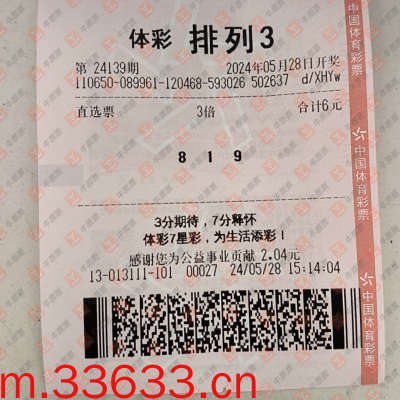 体彩 排列3
第 24139期 2024年05月28日开奖
110650-089961-120468-593026 502637 d/XHYw
直选票 3倍 合计6元
8 1 9
3分期待，7分释怀
体彩7星彩，为生活添彩！
感谢您为公益事业贡献 2.04元
13-013111-101 00027 24/05/28 15:14:04
中国体育彩票
中国体育彩票
中国体育彩票
m.33633.cn